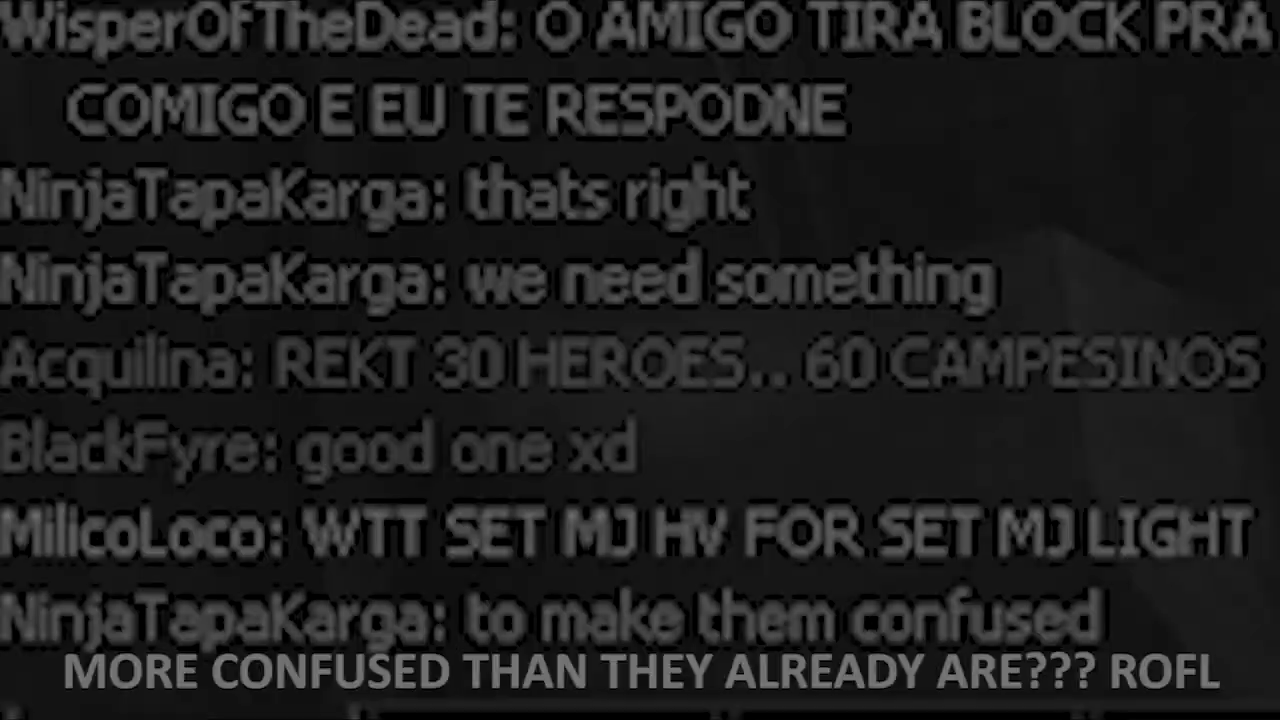 WisperOfTheDead: O AMIGO TIRA BLOCK PRA
COMIGO E EU TE RESPODNE
NinjaTapaKarga: thats right
NinjaTapaKarga: we need something
Acquilina: REKT 30 HEROES.. 60 CAMPESINOS
BlackFyre: good one xd
MilicoLoco: WTT SET MJ HV FOR SET MJ LIGHT
NinjaTapaKarga: to make them confused
MORE CONFUSED THAN THEY ALREADY ARE??? ROFL